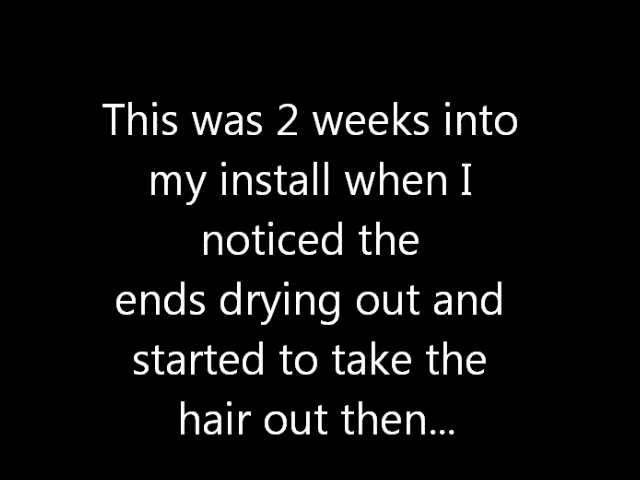 This was 2 weeks into
my install when I
noticed the
ends drying out and
started to take the
hair out then...